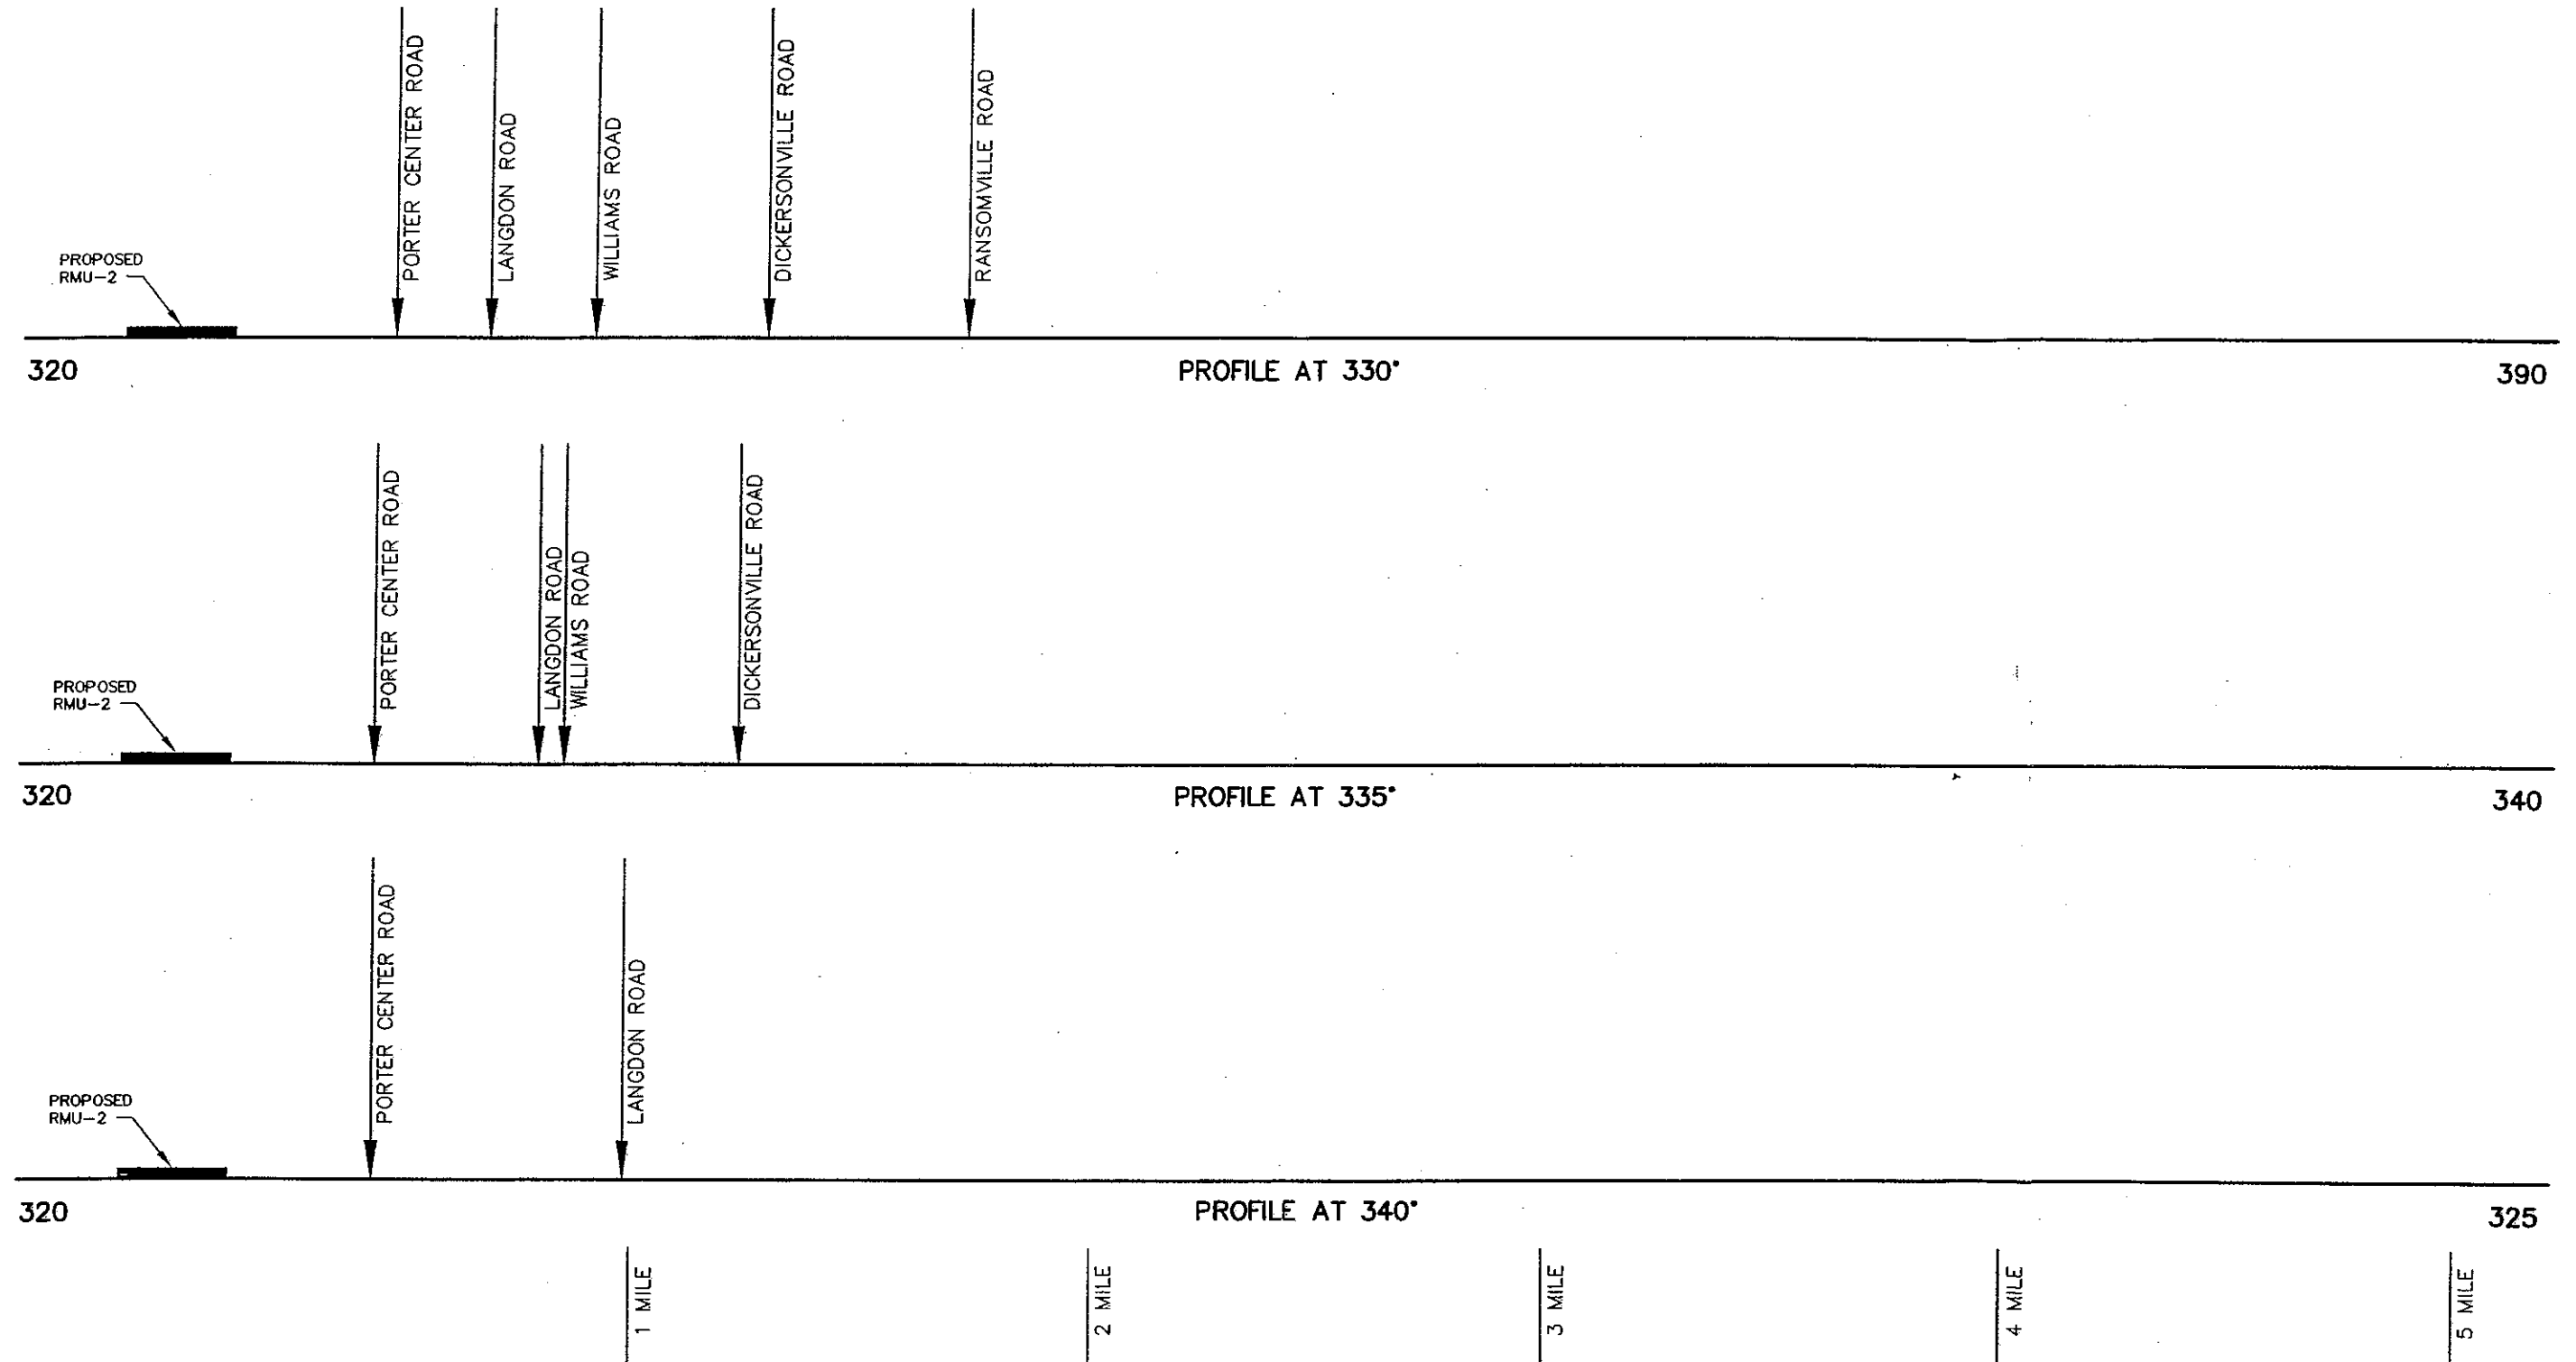 PORTER CENTER ROAD
LANGDON ROAD
WILLIAMS ROAD
DICKERSONVILLE ROAD
RANSOMVILLE ROAD
PROPOSED
RMU-2
320
PROFILE AT 330°
390
PORTER CENTER ROAD
LANGDON ROAD
WILLIAMS ROAD
DICKERSONVILLE ROAD
PROPOSED
RMU-2
320
PROFILE AT 335°
340
PORTER CENTER ROAD
LANGDON ROAD
PROPOSED
RMU-2
320
PROFILE AT 340°
325
1 MILE
2 MILE
3 MILE
4 MILE
5 MILE